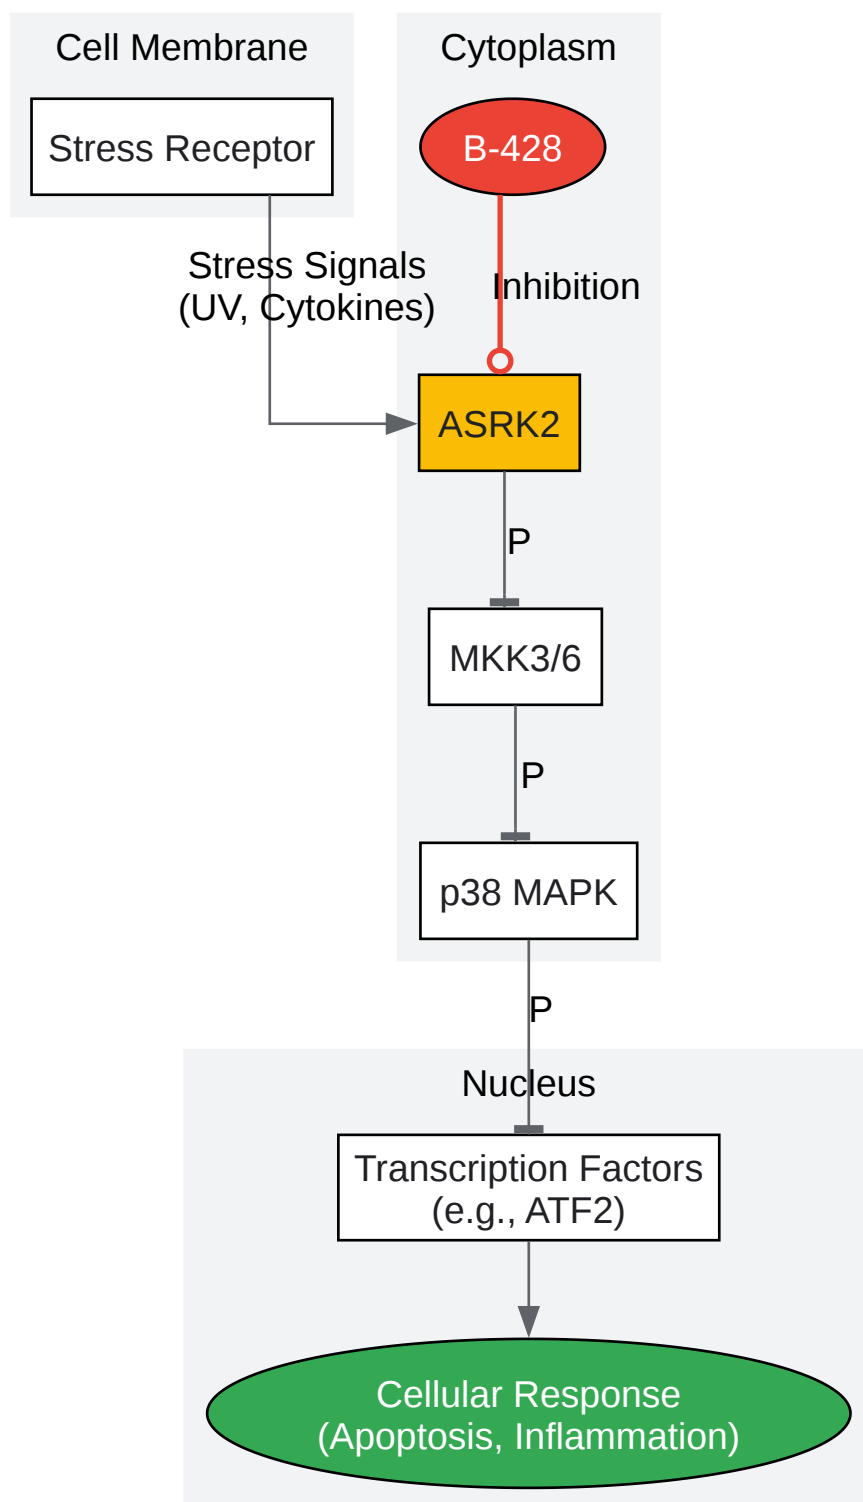 Cell Membrane
Cytoplasm
Stress Receptor
B-428
Stress Signals
(UV, Cytokines)
Inhibition
ASRK2
P
MKK3/6
P
p38 MAPK
P
Nucleus
Transcription Factors
(e.g., ATF2)
Cellular Response
(Apoptosis, Inflammation)